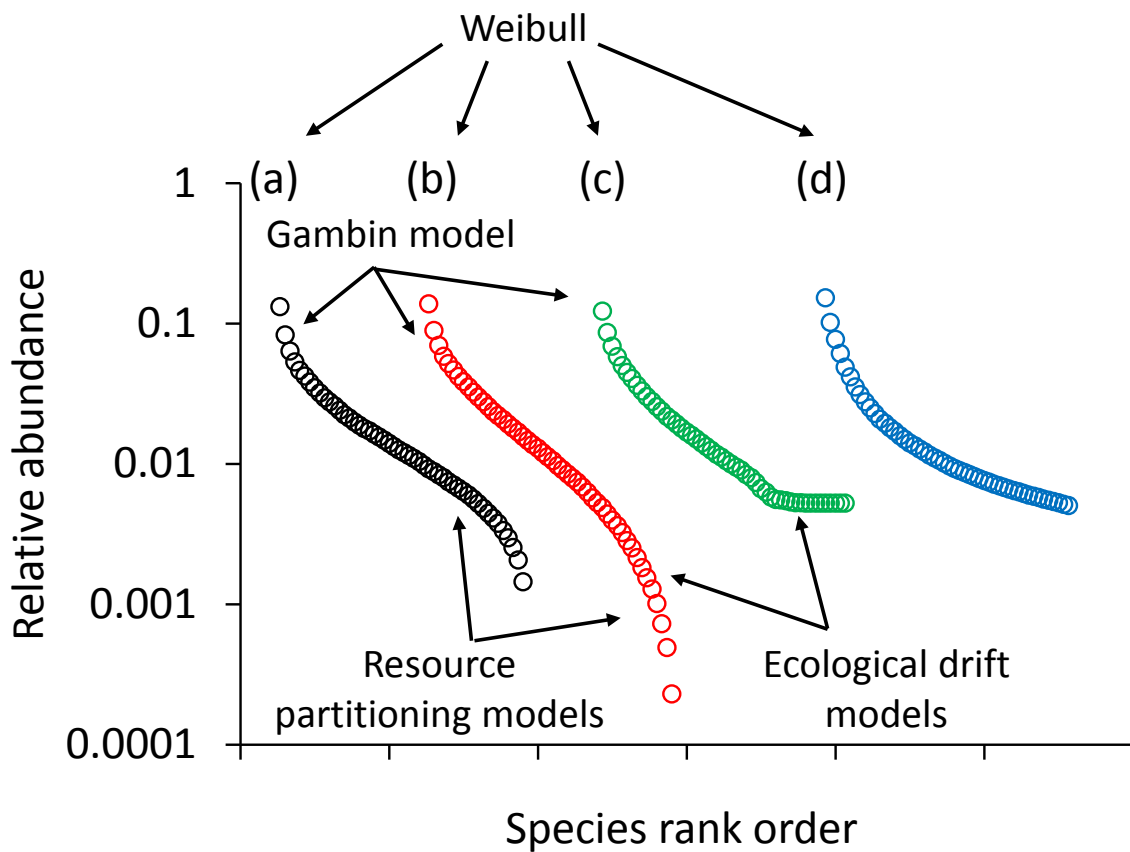 Weibull
(a)
(b)
(c)
(d)
1
Gambin model
0.1
0.01
0.001
0.0001
Relative abundance
Resource
partitioning models
Ecological drift
models
Species rank order